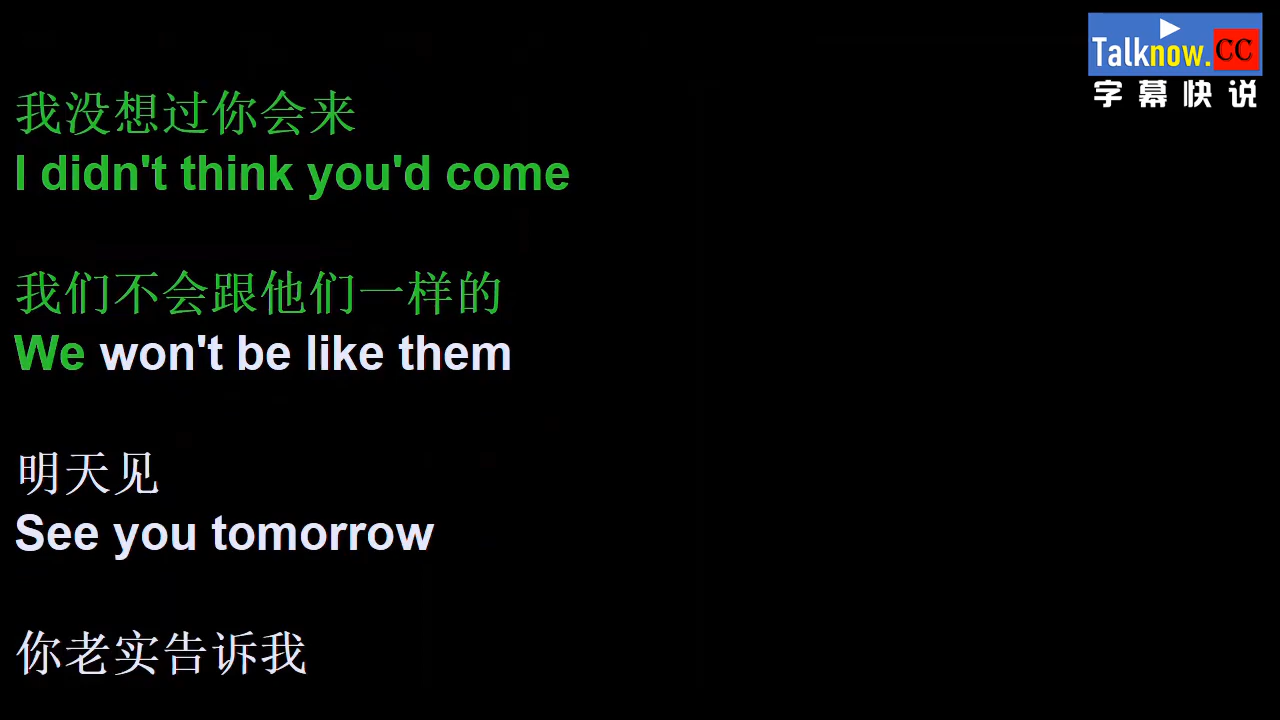 Talknow.CC
字幕快说
我没想过你会来
I didn't think you'd come
我们不会跟他们一样的
We won't be like them
明天见
See you tomorrow
你老实告诉我